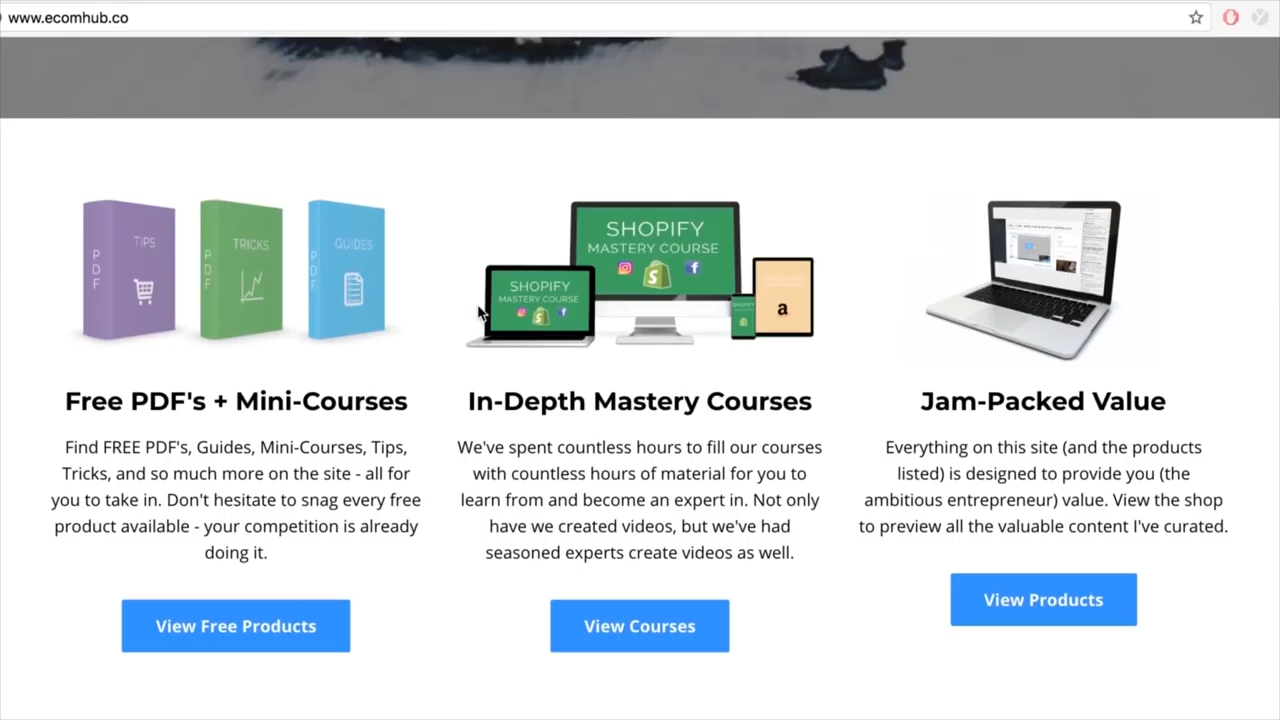 www.ecomhub.co
PDF
TIPS
PDF
TRICKS
PDF
GUIDES
SHOPIFY
MASTERY COURSE
SHOPIFY
MASTERY COURSE
a
Free PDF's + Mini-Courses
Find FREE PDF's, Guides, Mini-Courses, Tips,
Tricks, and so much more on the site - all for
you to take in. Don't hesitate to snag every free
product available - your competition is already
doing it.
View Free Products
In-Depth Mastery Courses
We've spent countless hours to fill our courses
with countless hours of material for you to
learn from and become an expert in. Not only
have we created videos, but we've had
seasoned experts create videos as well.
View Courses
Jam-Packed Value
Everything on this site (and the products
listed) is designed to provide you (the
ambitious entrepreneur) value. View the shop
to preview all the valuable content I've curated.
View Products